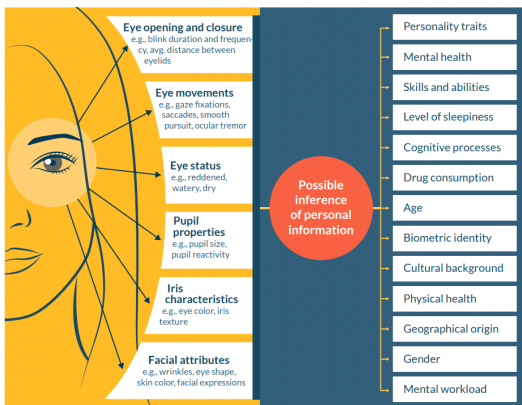 Eye opening and closure
e.g., blink duration and frequen-
cy, avg. distance between
eyelids
Eye movements
e.g., gaze fixations,
saccades, smooth
pursuit, ocular tremor
Eye status
e.g., reddened,
watery, dry
Pupil
properties
e.g., pupil size,
pupil reactivity
Iris
characteristics
e.g., eye color, iris
texture
Facial attributes
e.g., wrinkles, eye shape,
skin color, facial expressions
Possible
inference
of personal
information
Personality traits
Mental health
Skills and abilities
Level of sleepiness
Cognitive processes
Drug consumption
Age
Biometric identity
Cultural background
Physical health
Geographical origin
Gender
Mental workload